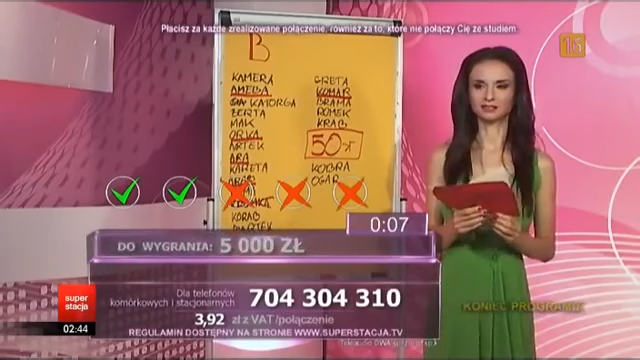 Płacisz za każde zrealizowane połączenie, również za to, które nie połączy Cię ze studiem.
B
16
KAMERA
AMEBA
KATORGA
ZORTA
MAK
ORKA
ARTEK
ARA
KARETA
KORAB
GRETA
KOMAR
BRAMA
ROMEK
KRAB
50 zł
KOBRA
OGAR
0:07
DO WYGRANIA: 5 000 ZŁ
Dla telefonów
komórkowych i stacjonarnych
704 304 310
3,92 zł z VAT /połączenie
REGULAMIN DOSTĘPNY NA STRONIE WWW.SUPERSTACJA.TV
KONIEC PROGRAMU
super
stacja
02:44